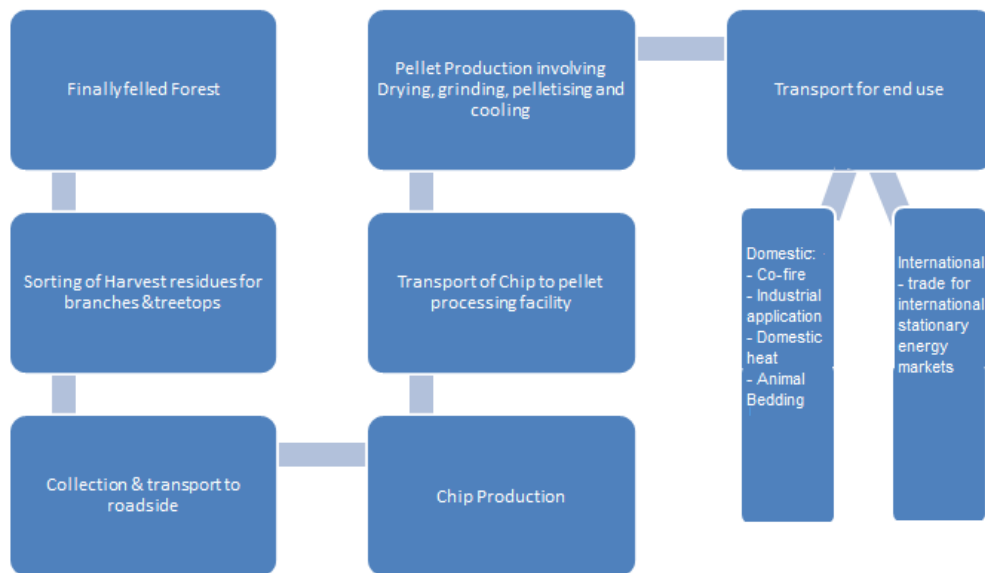 Finally felled Forest
Sorting of Harvest residues for
branches & treetops
Collection & transport to
roadside
Chip Production
Transport of Chip to pellet
processing facility
Pellet Production involving
Drying, grinding, pelletising and
cooling
Transport for end use
Domestic:
- Co-fire
- Industrial
application
- Domestic
heat
- Animal
Bedding
International
- trade for
international
stationary
energy
markets